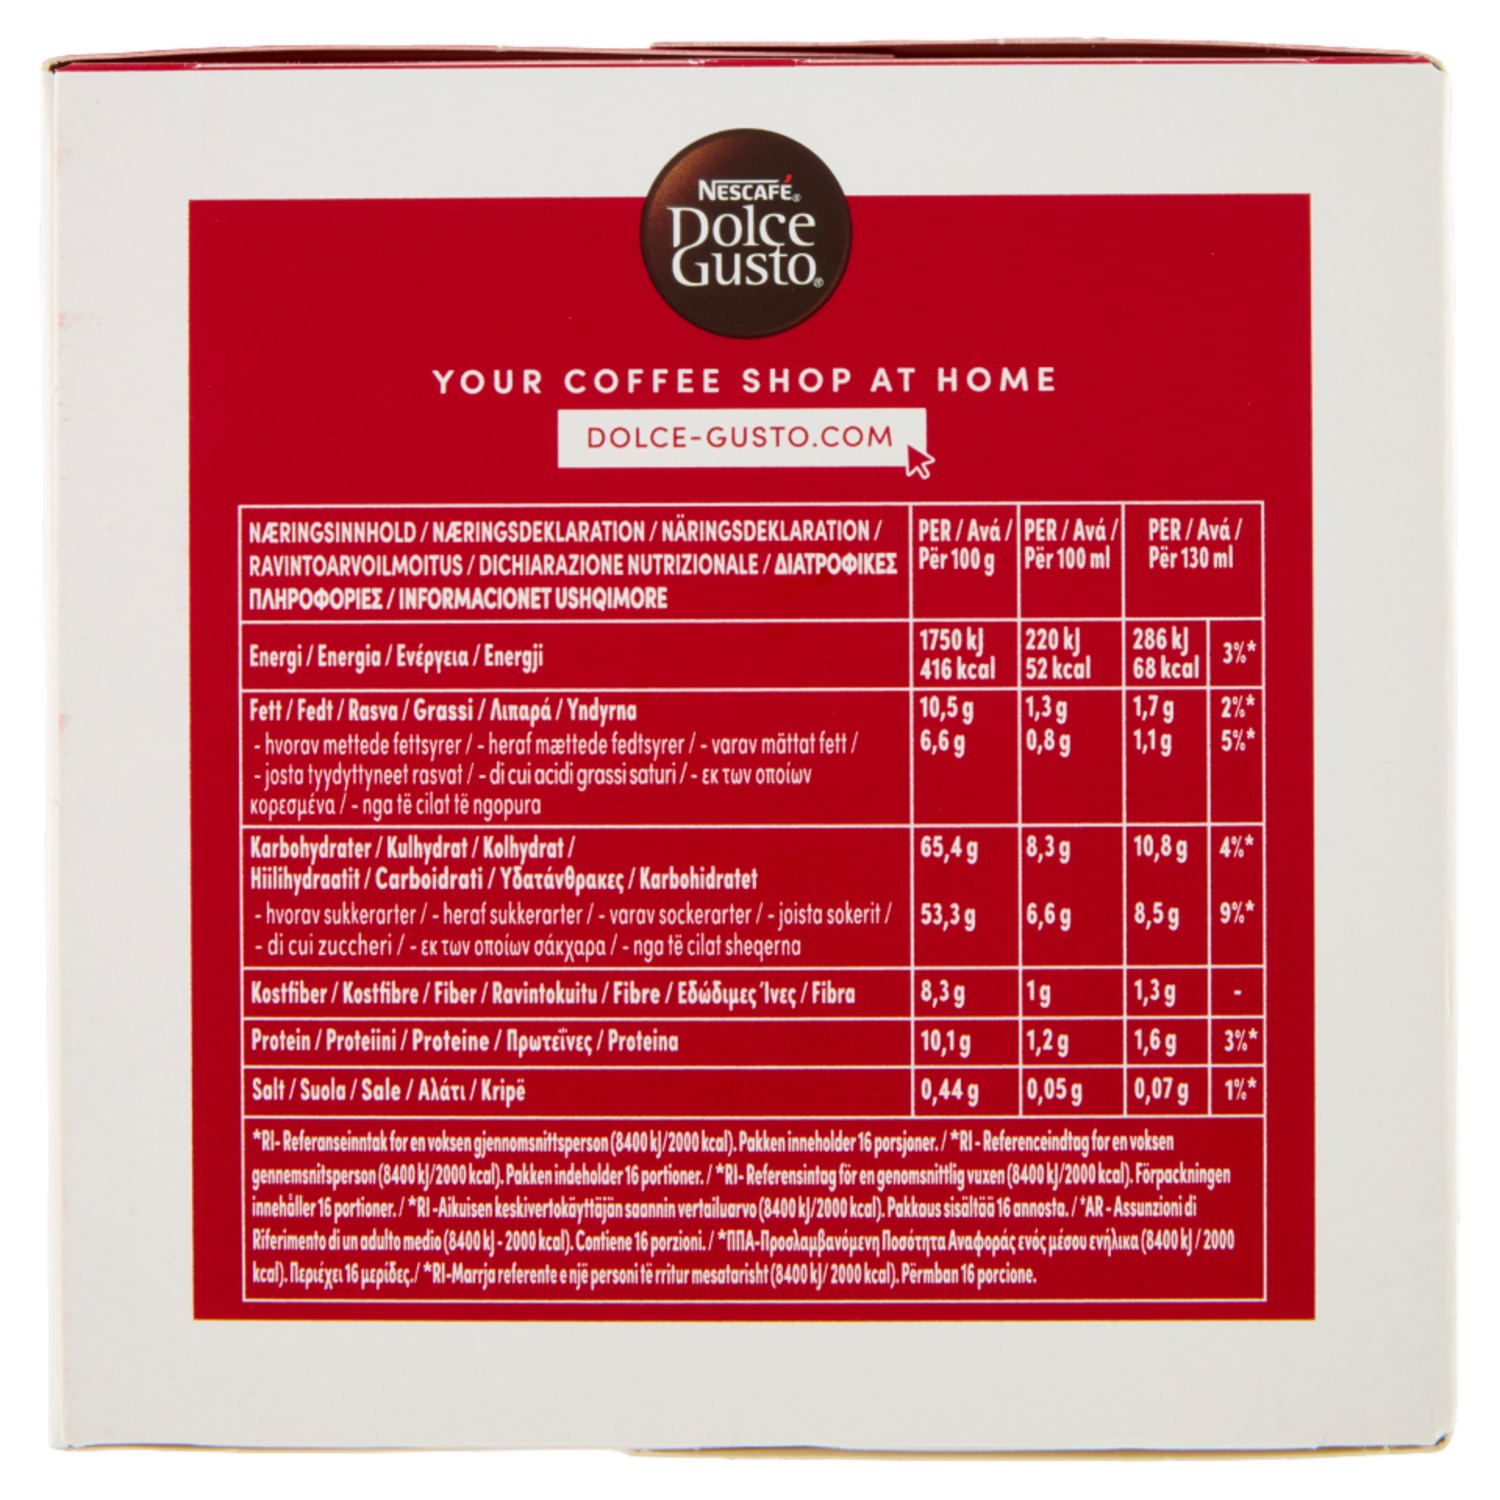 NESCAFÉ®
Dolce
Gusto®
YOUR COFFEE SHOP AT HOME
DOLCE-GUSTO.COM
NÆRINGSINNHOLD / NÆRINGSDEKLARATION / NÄRINGSDEKLARATION /
RAVINTOARVOILMOITUS / DICHIARAZIONE NUTRIZIONALE / ΔΙΑΤΡΟΦΙΚΕΣ
ΠΛΗΡΟΦΟΡΙΕΣ / INFORMACIONET USHQIMORE
PER / Ανά /
Për 100 g
PER / Ανά /
Për 100 ml
PER / Ανά /
Për 130 ml
Energi / Energia / Ενέργεια / Energji
1750 kJ 220 kJ 286 kJ 3%*
416 kcal 52 kcal 68 kcal
Fett / Fedt / Rasva / Grassi / Λιπαρά / Yndyrna 10,5 g 1,3 g 1,7 g 2%*
- hvorav mettede fettsyrer / - heraf mættede fedtsyrer / - varav mättat fett / 6,6 g 0,8 g 1,1 g 5%*
- josta tyydyttyneet rasvat / - di cui acidi grassi saturi / - εκ των οποίων
κορεσμένα / - nga të cilat të ngopura
Karbohydrater / Kulhydrat / Kolhydrat / 65,4 g 8,3 g 10,8 g 4%*
Hiilihydraatit / Carboidrati / Υδατάνθρακες / Karbohidratet
- hvorav sukkerarter / - heraf sukkerarter / - varav sockerarter / - joista sokerit / 53,3 g 6,6 g 8,5 g 9%*
- di cui zuccheri / - εκ των οποίων σάκχαρα / - nga të cilat sheqerna
Kostfiber / Kostfibre / Fiber / Ravintokuitu / Fibre / Εδώδιμες Ίνες / Fibra 8,3 g 1 g 1,3 g -
Protein / Proteiini / Proteine / Πρωτεΐνες / Proteina 10,1 g 1,2 g 1,6 g 3%*
Salt / Suola / Sale / Αλάτι / Kripë 0,44 g 0,05 g 0,07 g 1%*
*RI- Referanseinntak for en voksen gjennomsnittsperson (8400 kJ/2000 kcal). Pakken inneholder 16 porsjoner. / *RI - Referenceindtag for en voksen
gennemsnitsperson (8400 kJ/2000 kcal). Pakken indeholder 16 portioner. / *RI- Referensintag för en genomsnittlig vuxen (8400 kJ/2000 kcal). Förpackningen
innehåller 16 portioner. / *RI -Aikuisen keskivertokäyttäjän saannin vertailuarvo (8400 kJ/2000 kcal). Pakkaus sisältää 16 annosta. / *AR - Assunzioni di
Riferimento di un adulto medio (8400 kJ - 2000 kcal). Contiene 16 porzioni. / *ΠΠΑ-Προσλαμβανόμενη Ποσότητα Αναφοράς ενός μέσου ενήλικα (8400 kJ / 2000
kcal). Περιέχει 16 μερίδες./ *RI-Marrja referente e një personi të rritur mesatarisht (8400 kJ/ 2000 kcal). Përmban 16 porcione.